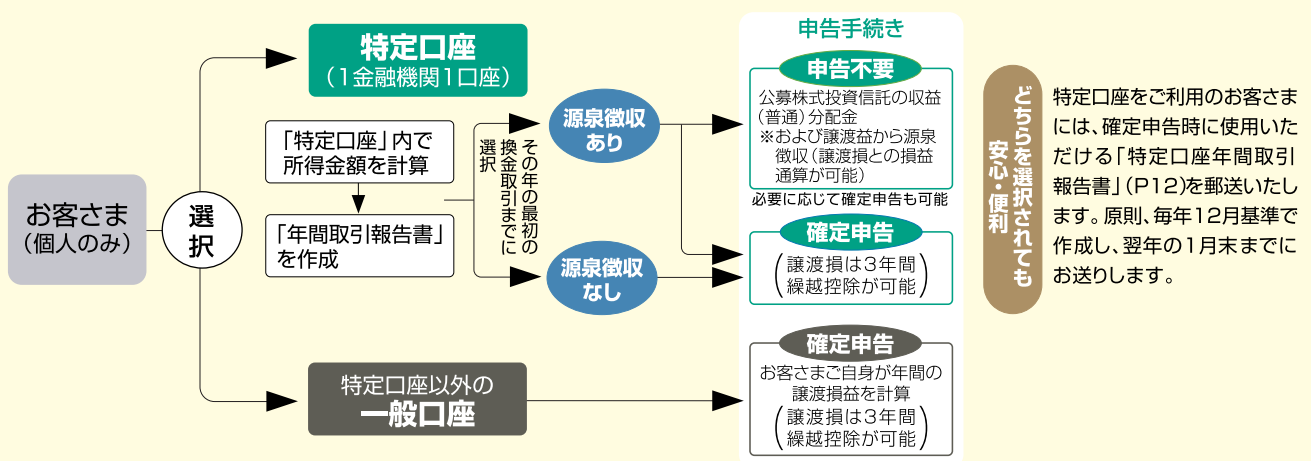 お客さま
（個人のみ）
選
択
特定口座
（1金融機関1口座）
「特定口座」内で
所得金額を計算
「年間取引報告書」
を作成
その年の最初の
換金取引までに
選択
源泉徴収
あり
源泉徴収
なし
特定口座以外の
一般口座
申告手続き
申告不要
公募株式投資信託の収益
（普通）分配金
※および譲渡益から源泉
徴収（譲渡損との損益
通算が可能）
必要に応じて確定申告も可能
確定申告
（譲渡損は3年間
繰越控除が可能）
確定申告
お客さまご自身が年間の
譲渡損益を計算
（譲渡損は3年間
繰越控除が可能）
どちらを選択されても
安心・便利
特定口座をご利用のお客さま
には、確定申告時に使用いた
だける「特定口座年間取引
報告書」（P12）を郵送いたし
ます。原則、毎年12月基準で
作成し、翌年の1月末までに
お送りします。